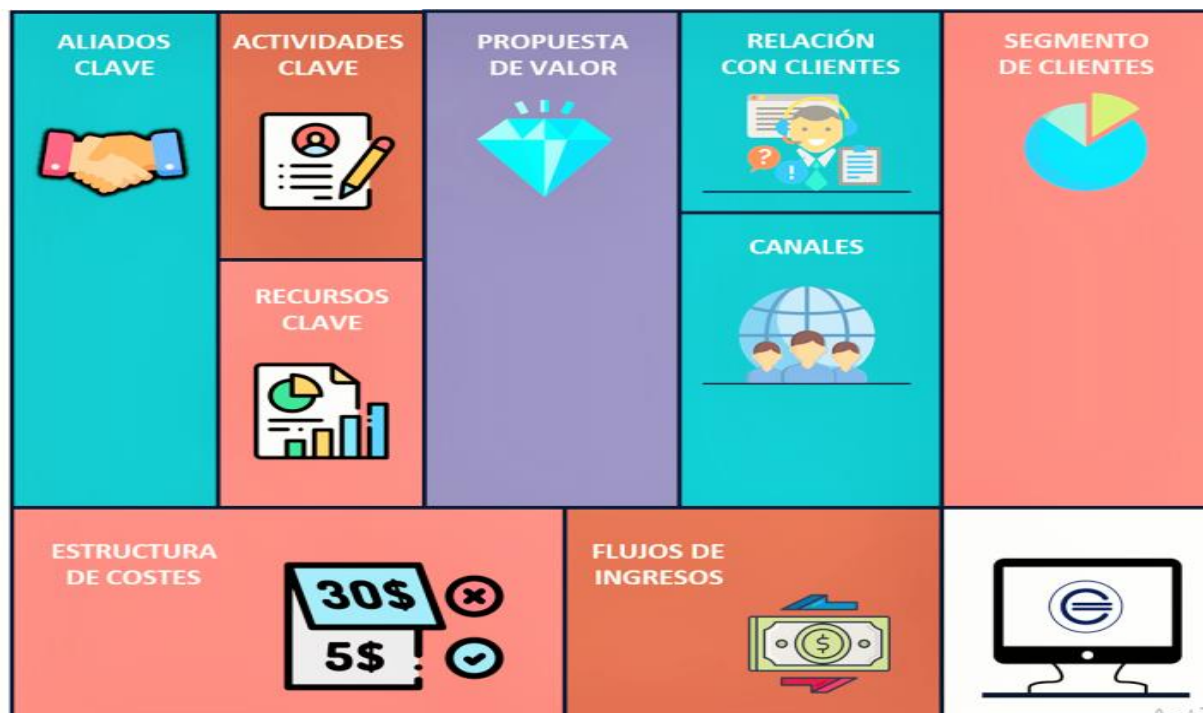 ALIADOS
CLAVE
ACTIVIDADES
CLAVE
PROPUESTA
DE VALOR
RELACIÓN
CON CLIENTES
SEGMENTO
DE CLIENTES
?
!
CANALES
RECURSOS
CLAVE
ESTRUCTURA
DE COSTES
30$
5$
FLUJOS DE
INGRESOS
$